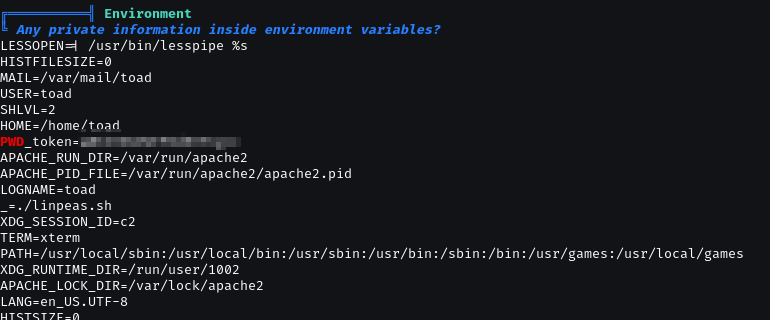 ╔══════════╣ Environment
╚ Any private information inside environment variables?
LESSOPEN=| /usr/bin/lesspipe %s
HISTFILESIZE=0
MAIL=/var/mail/toad
USER=toad
SHLVL=2
HOME=/home/toad
PWD_token=
APACHE_RUN_DIR=/var/run/apache2
APACHE_PID_FILE=/var/run/apache2/apache2.pid
LOGNAME=toad
_=./linpeas.sh
XDG_SESSION_ID=c2
TERM=xterm
PATH=/usr/local/sbin:/usr/local/bin:/usr/sbin:/usr/bin:/sbin:/bin:/usr/games:/usr/local/games
XDG_RUNTIME_DIR=/run/user/1002
APACHE_LOCK_DIR=/var/lock/apache2
LANG=en_US.UTF-8
HISTSIZE=0